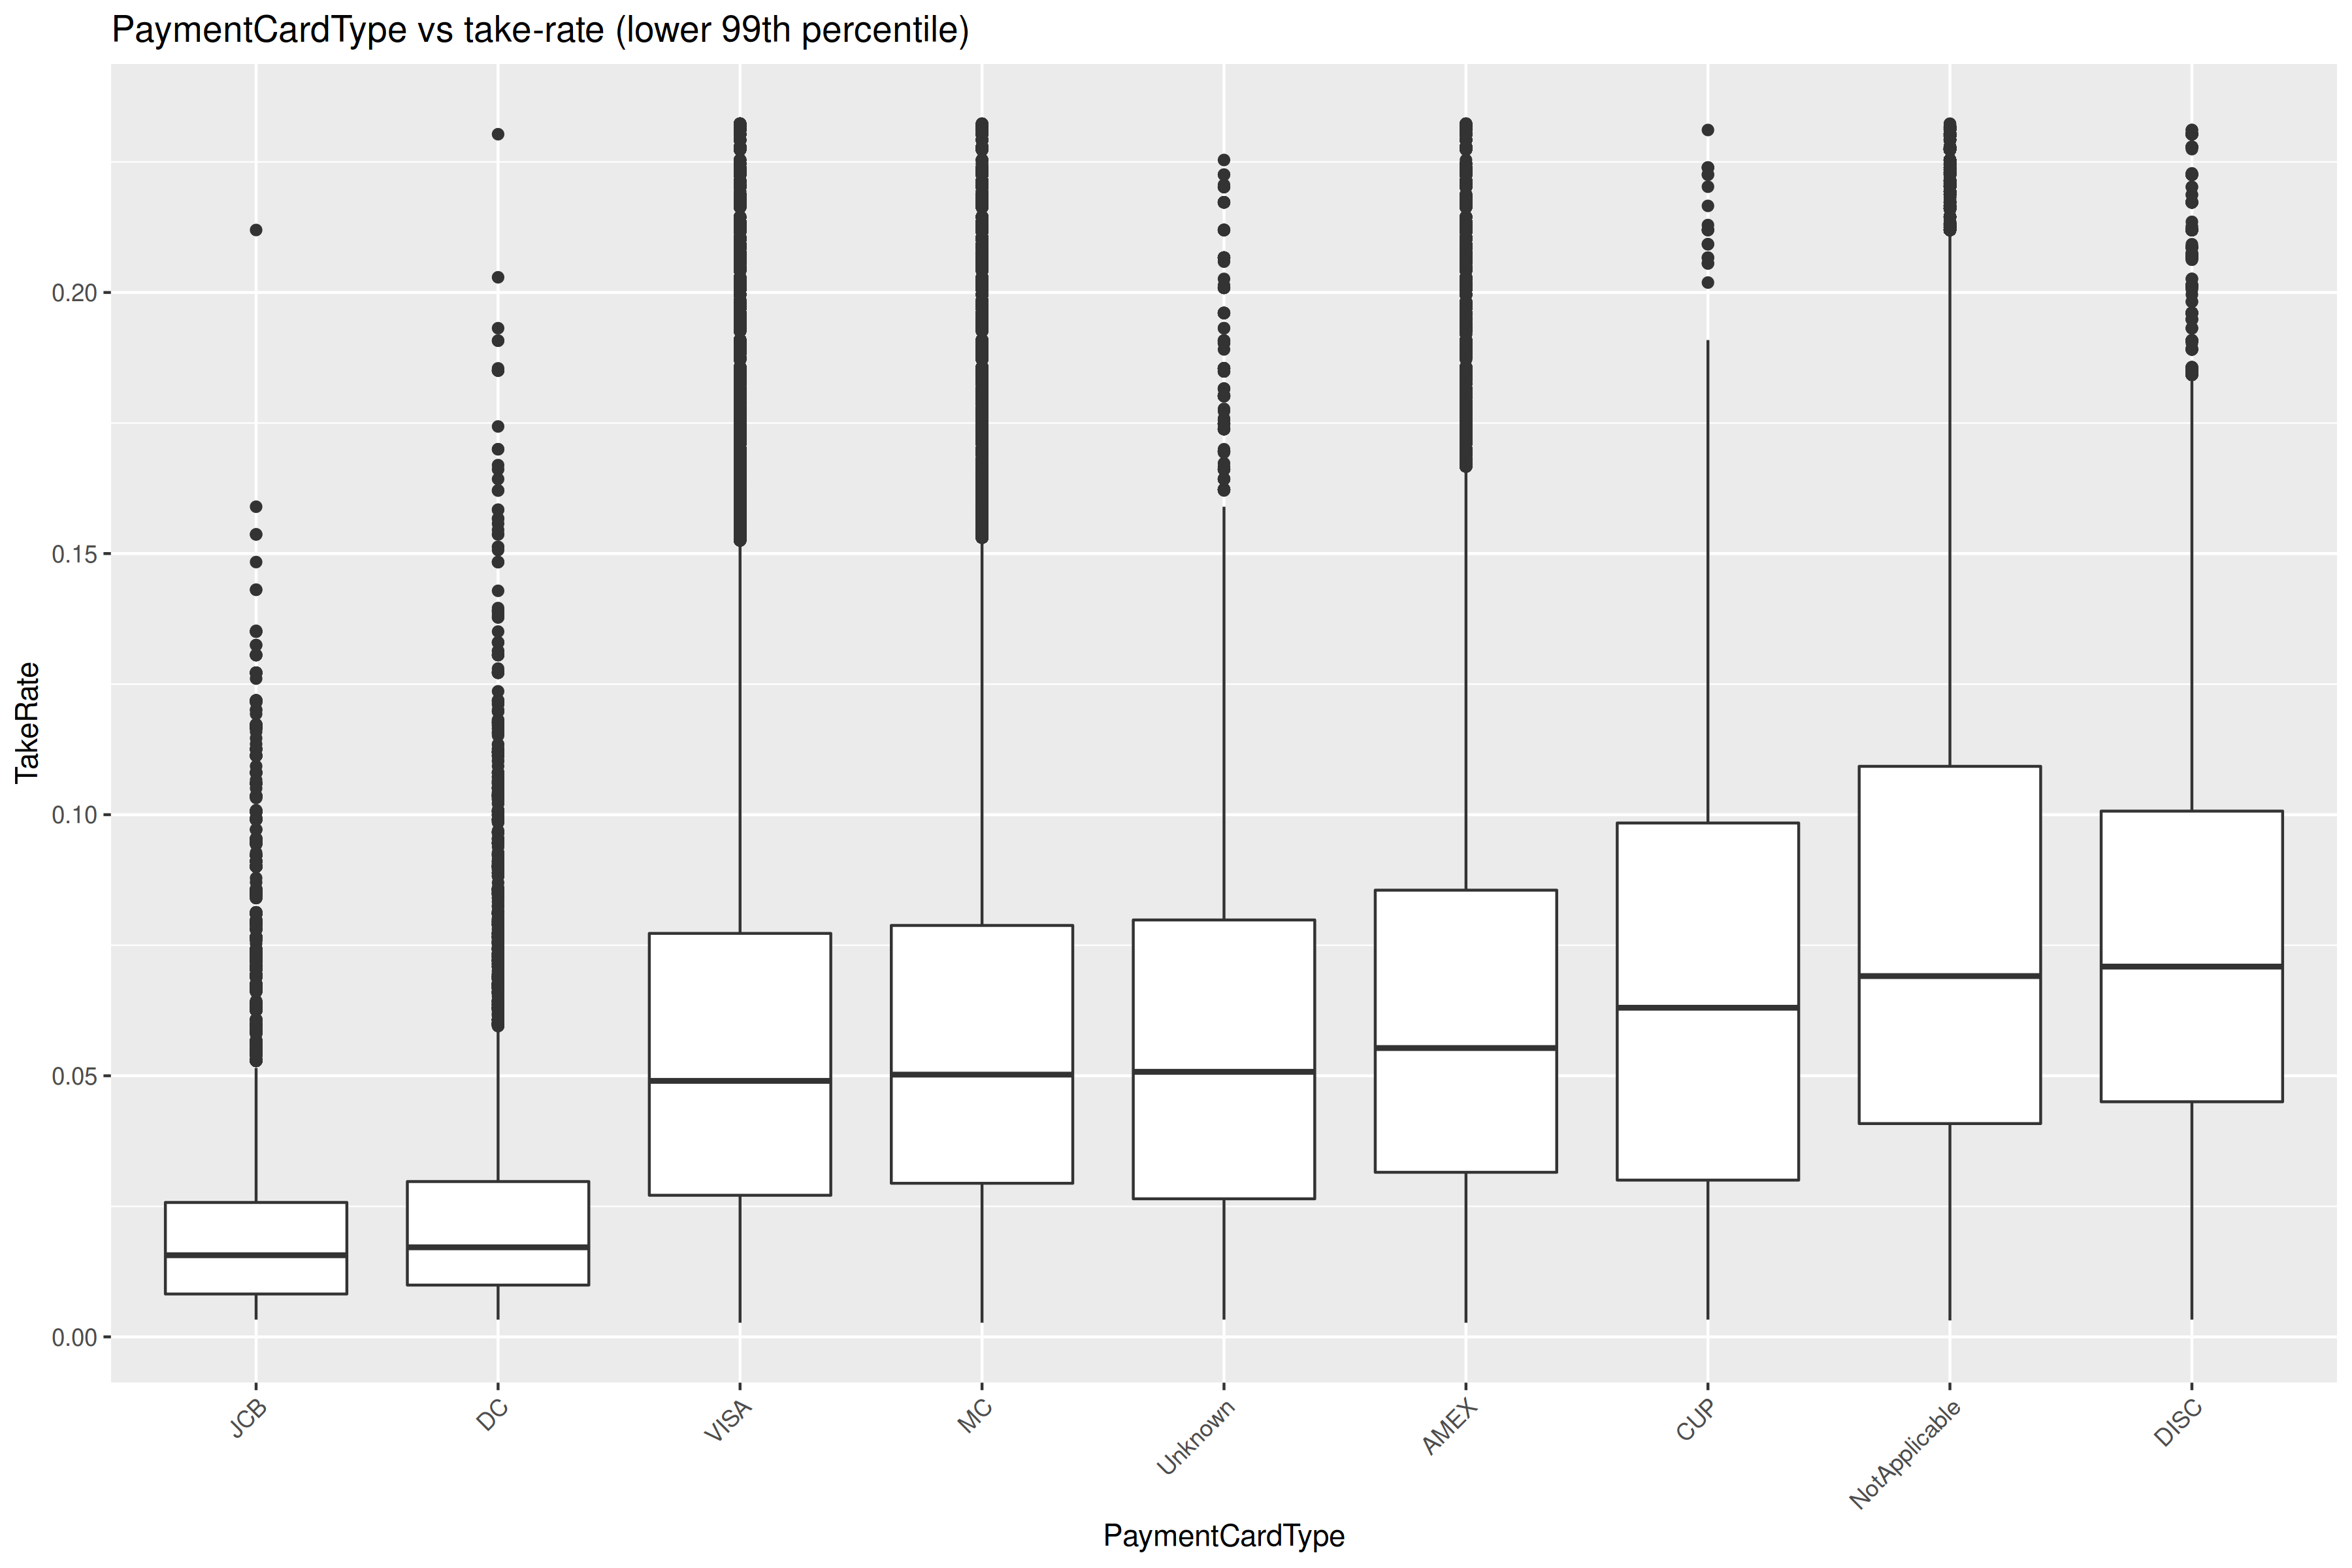 PaymentCardType vs take-rate (lower 99th percentile)
TakeRate
0.20
0.15
0.10
0.05
0.00
JCB
DC
VISA
MC
Unknown
AMEX
CUP
NotApplicable
DISC
PaymentCardType